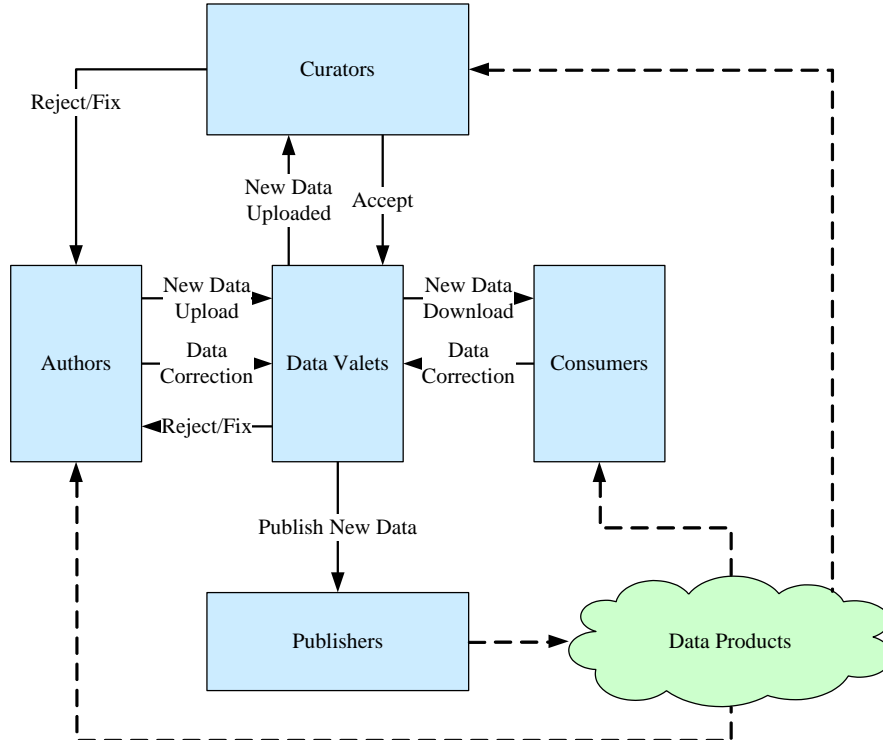 Curators
Reject/Fix
New Data
Uploaded
Accept
New Data
Upload
New Data
Download
Authors
Data
Correction
Data Valets
Data
Correction
Consumers
Reject/Fix
Publish New Data
Publishers
Data Products